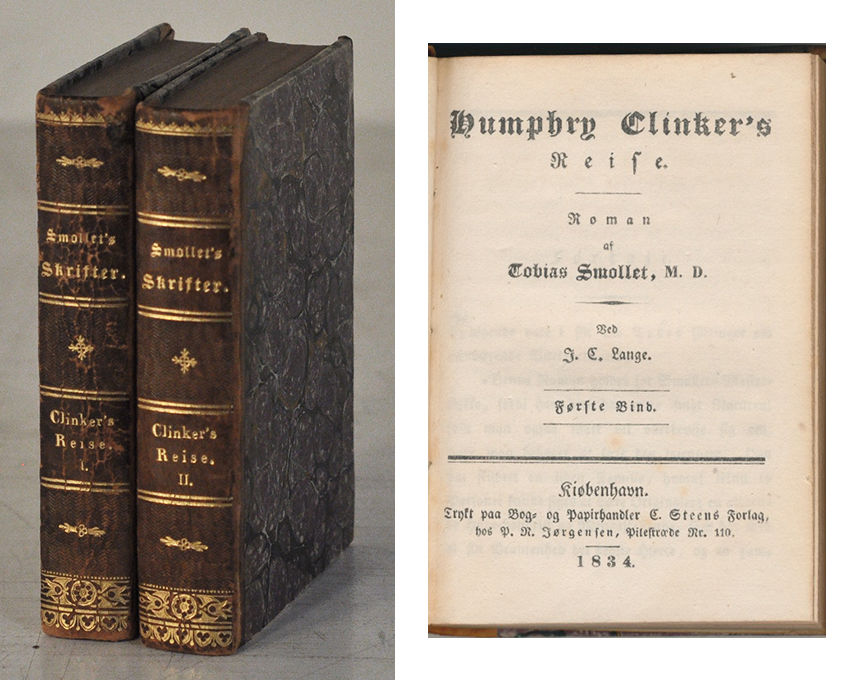 Smollet's
Skrifter.
Clinker's
Reise.
I.
Smollet's
Skrifter.
Clinker's
Reise.
II.
Humphry Clinker's
Reise.
Roman
af
Tobias Smollet, M. D.
Ved
J. C. Lange.
Første Bind.
Kiøbenhavn.
Trykt paa Bog- og Papirhandler C. Steens Forlag,
hos P. N. Jørgensen, Pilestræde Nr. 110.
1834.